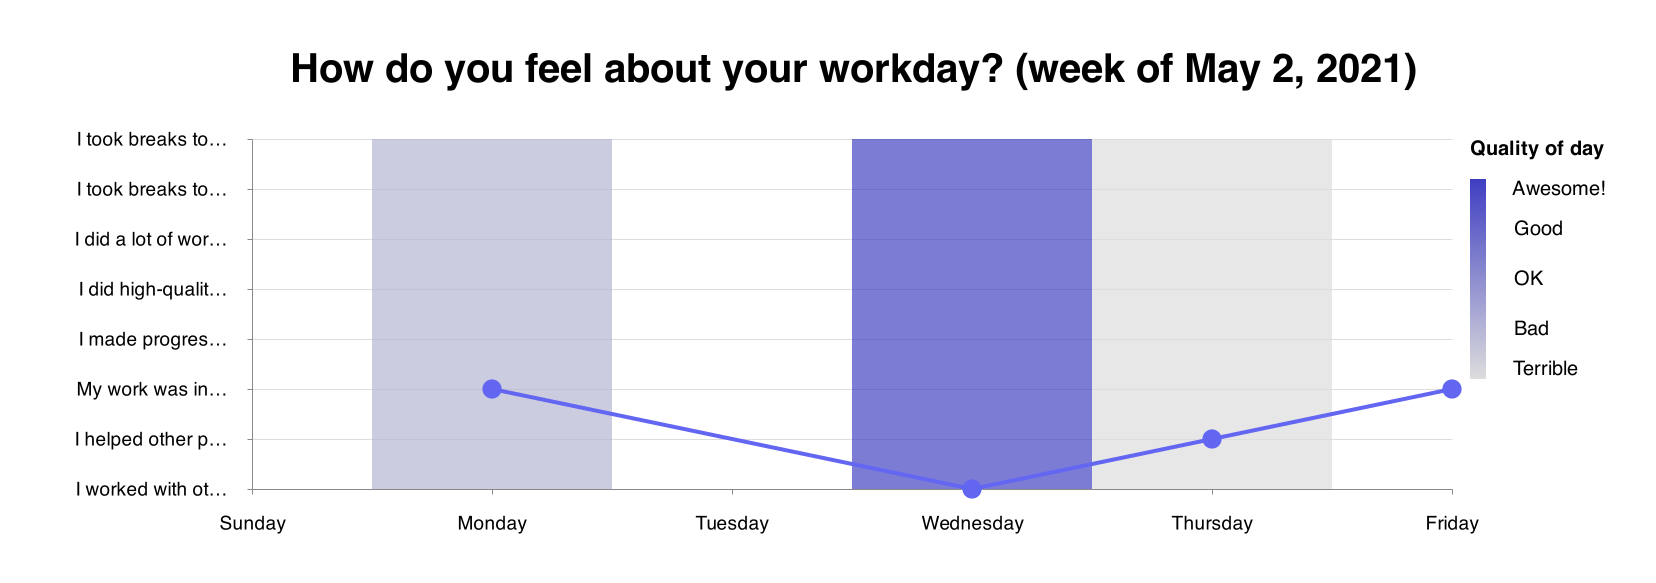 How do you feel about your workday? (week of May 2, 2021)
I took breaks to…
I took breaks to…
I did a lot of wor…
I did high-qualit…
I made progres…
My work was in…
I helped other p…
I worked with ot…
Sunday Monday Tuesday Wednesday Thursday Friday
Quality of day
Awesome!
Good
OK
Bad
Terrible